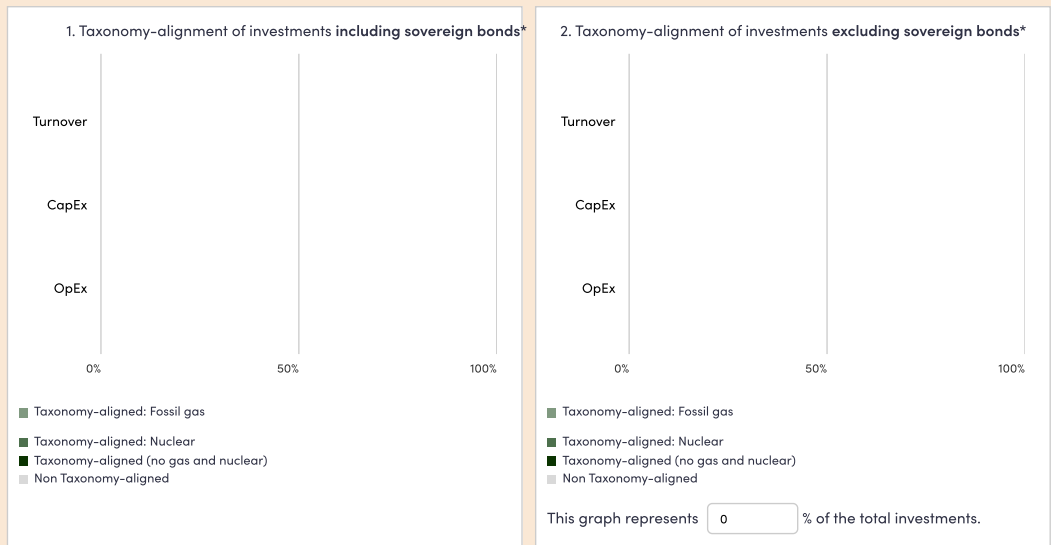 1. Taxonomy-alignment of investments including sovereign bonds*
Turnover
CapEx
OpEx
0% 50% 100%
Taxonomy-aligned: Fossil gas
Taxonomy-aligned: Nuclear
Taxonomy-aligned (no gas and nuclear)
Non Taxonomy-aligned
2. Taxonomy-alignment of investments excluding sovereign bonds*
Turnover
CapEx
OpEx
0% 50% 100%
Taxonomy-aligned: Fossil gas
Taxonomy-aligned: Nuclear
Taxonomy-aligned (no gas and nuclear)
Non Taxonomy-aligned
This graph represents 0 % of the total investments.